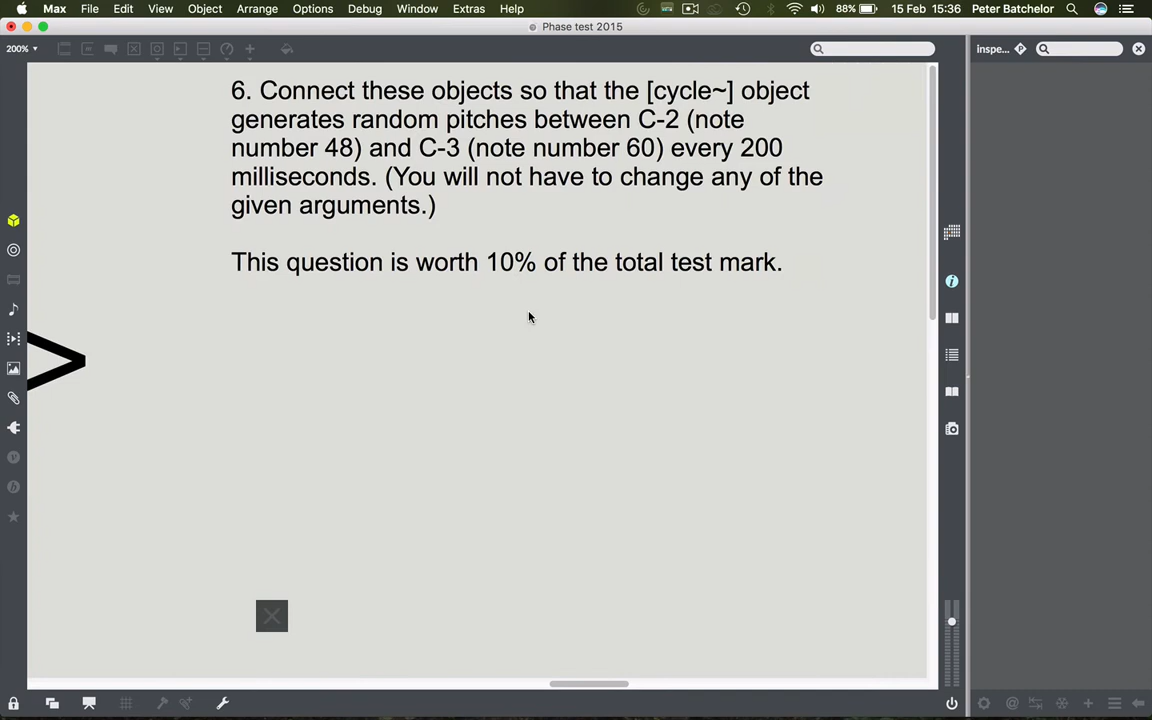 Max File Edit View Object Arrange Options Debug Window Extras Help 88% 15 Feb 15:36 Peter Batchelor
Phase test 2015
200%
inspe...
6. Connect these objects so that the [cycle~] object
generates random pitches between C-2 (note
number 48) and C-3 (note number 60) every 200
milliseconds. (You will not have to change any of the
given arguments.)
This question is worth 10% of the total test mark.
>